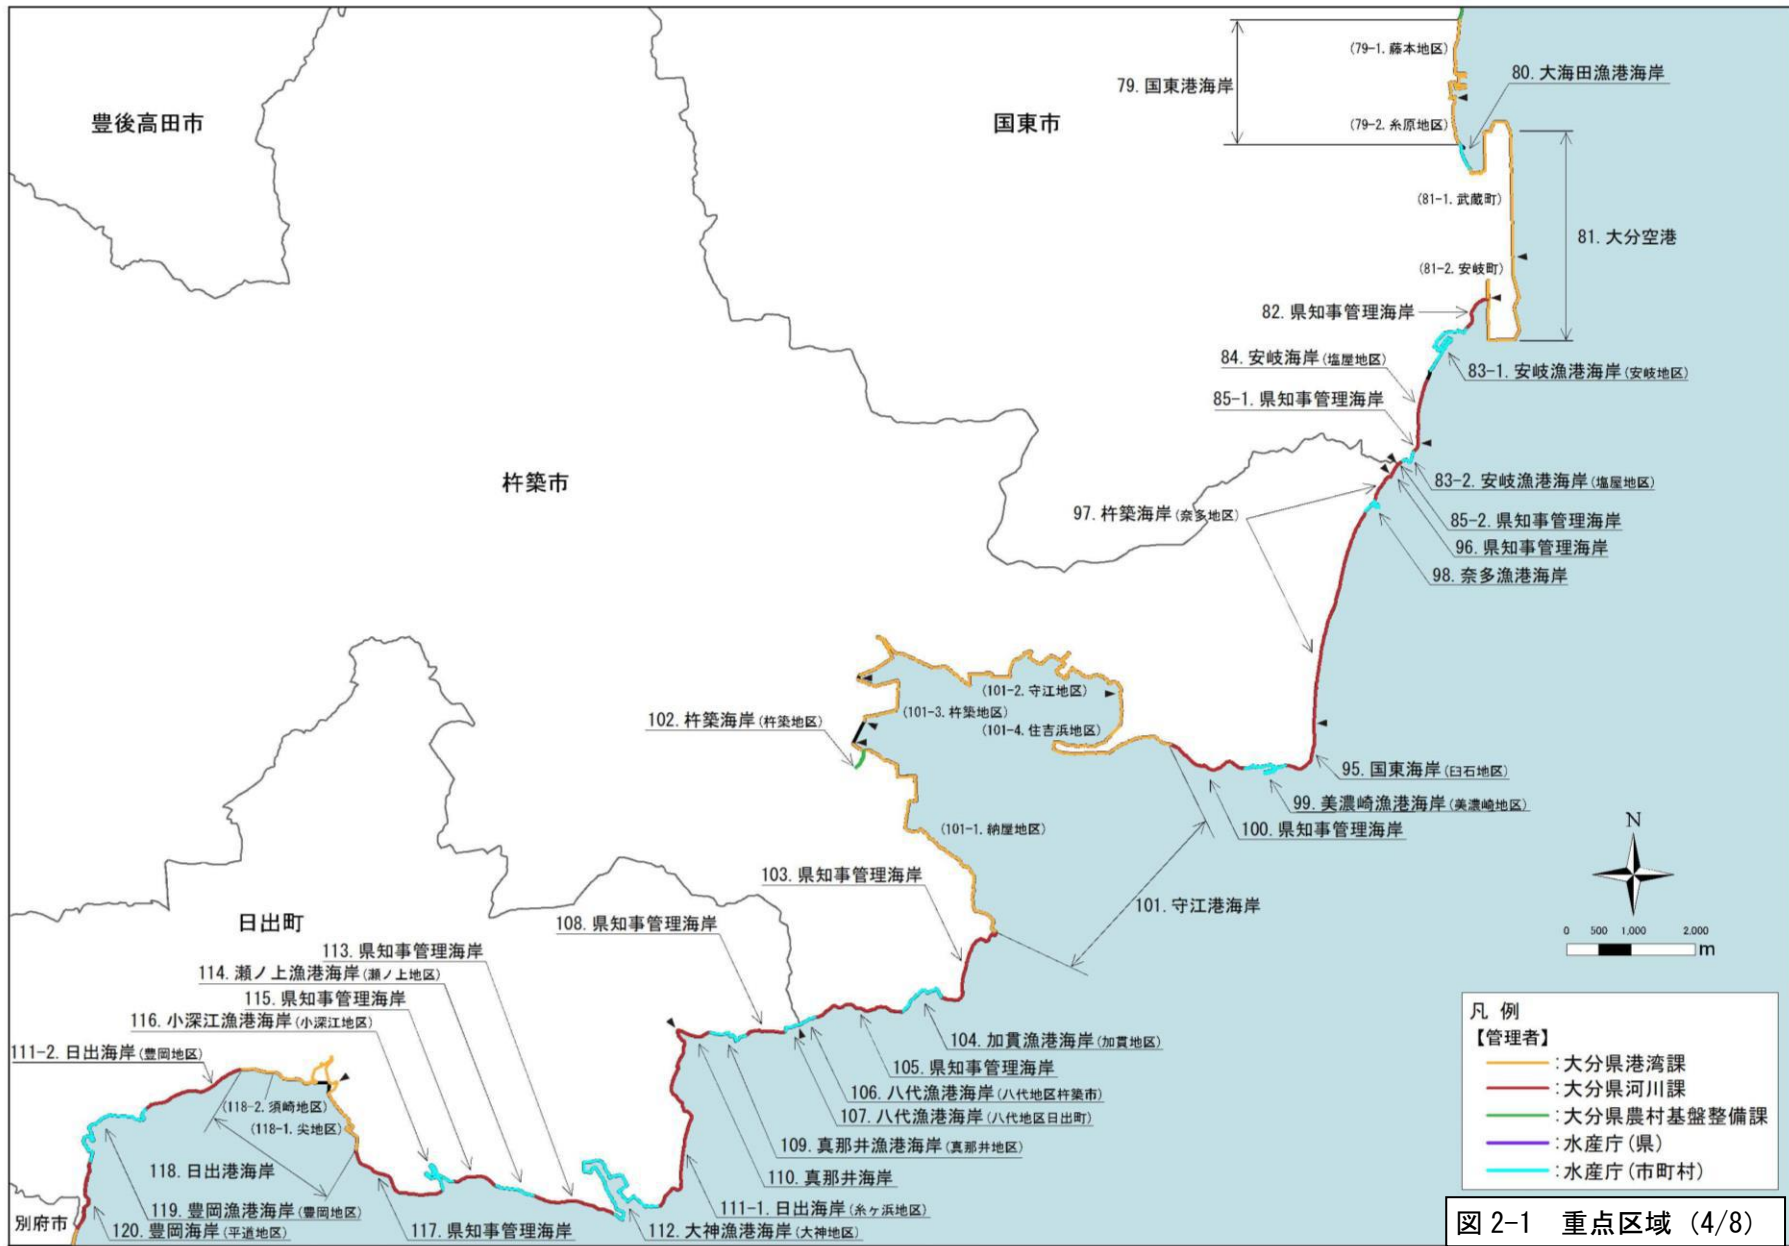 豊後高田市
国東市
杵築市
日出町
別府市
79. 国東港海岸
(79-1. 藤本地区)
(79-2. 糸原地区)
80. 大海田漁港海岸
(81-1. 武蔵町)
81. 大分空港
(81-2. 安岐町)
82. 県知事管理海岸
84. 安岐海岸(塩屋地区)
83-1. 安岐漁港海岸(安岐地区)
85-1. 県知事管理海岸
83-2. 安岐漁港海岸(塩屋地区)
97. 杵築海岸(奈多地区)
85-2. 県知事管理海岸
96. 県知事管理海岸
98. 奈多漁港海岸
(101-2. 守江地区)
(101-3. 杵築地区)
(101-4. 住吉浜地区)
102. 杵築海岸(杵築地区)
95. 国東海岸(臼石地区)
99. 美濃崎漁港海岸(美濃崎地区)
100. 県知事管理海岸
(101-1. 納屋地区)
103. 県知事管理海岸
101. 守江港海岸
108. 県知事管理海岸
113. 県知事管理海岸
114. 瀬ノ上漁港海岸(瀬ノ上地区)
115. 県知事管理海岸
116. 小深江漁港海岸(小深江地区)
111-2. 日出海岸(豊岡地区)
104. 加貫漁港海岸(加貫地区)
105. 県知事管理海岸
106. 八代漁港海岸(八代地区杵築市)
107. 八代漁港海岸(八代地区日出町)
109. 真那井漁港海岸(真那井地区)
110. 真那井海岸
111-1. 日出海岸(糸ヶ浜地区)
112. 大神漁港海岸(大神地区)
(118-2. 須崎地区)
(118-1. 尖地区)
118. 日出港海岸
119. 豊岡漁港海岸(豊岡地区)
120. 豊岡海岸(平道地区)
117. 県知事管理海岸
N
0 500 1,000 2,000
m
凡 例
【管理者】
:大分県港湾課
:大分県河川課
:大分県農村基盤整備課
:水産庁(県)
:水産庁(市町村)
図 2-1 重点区域 (4/8)